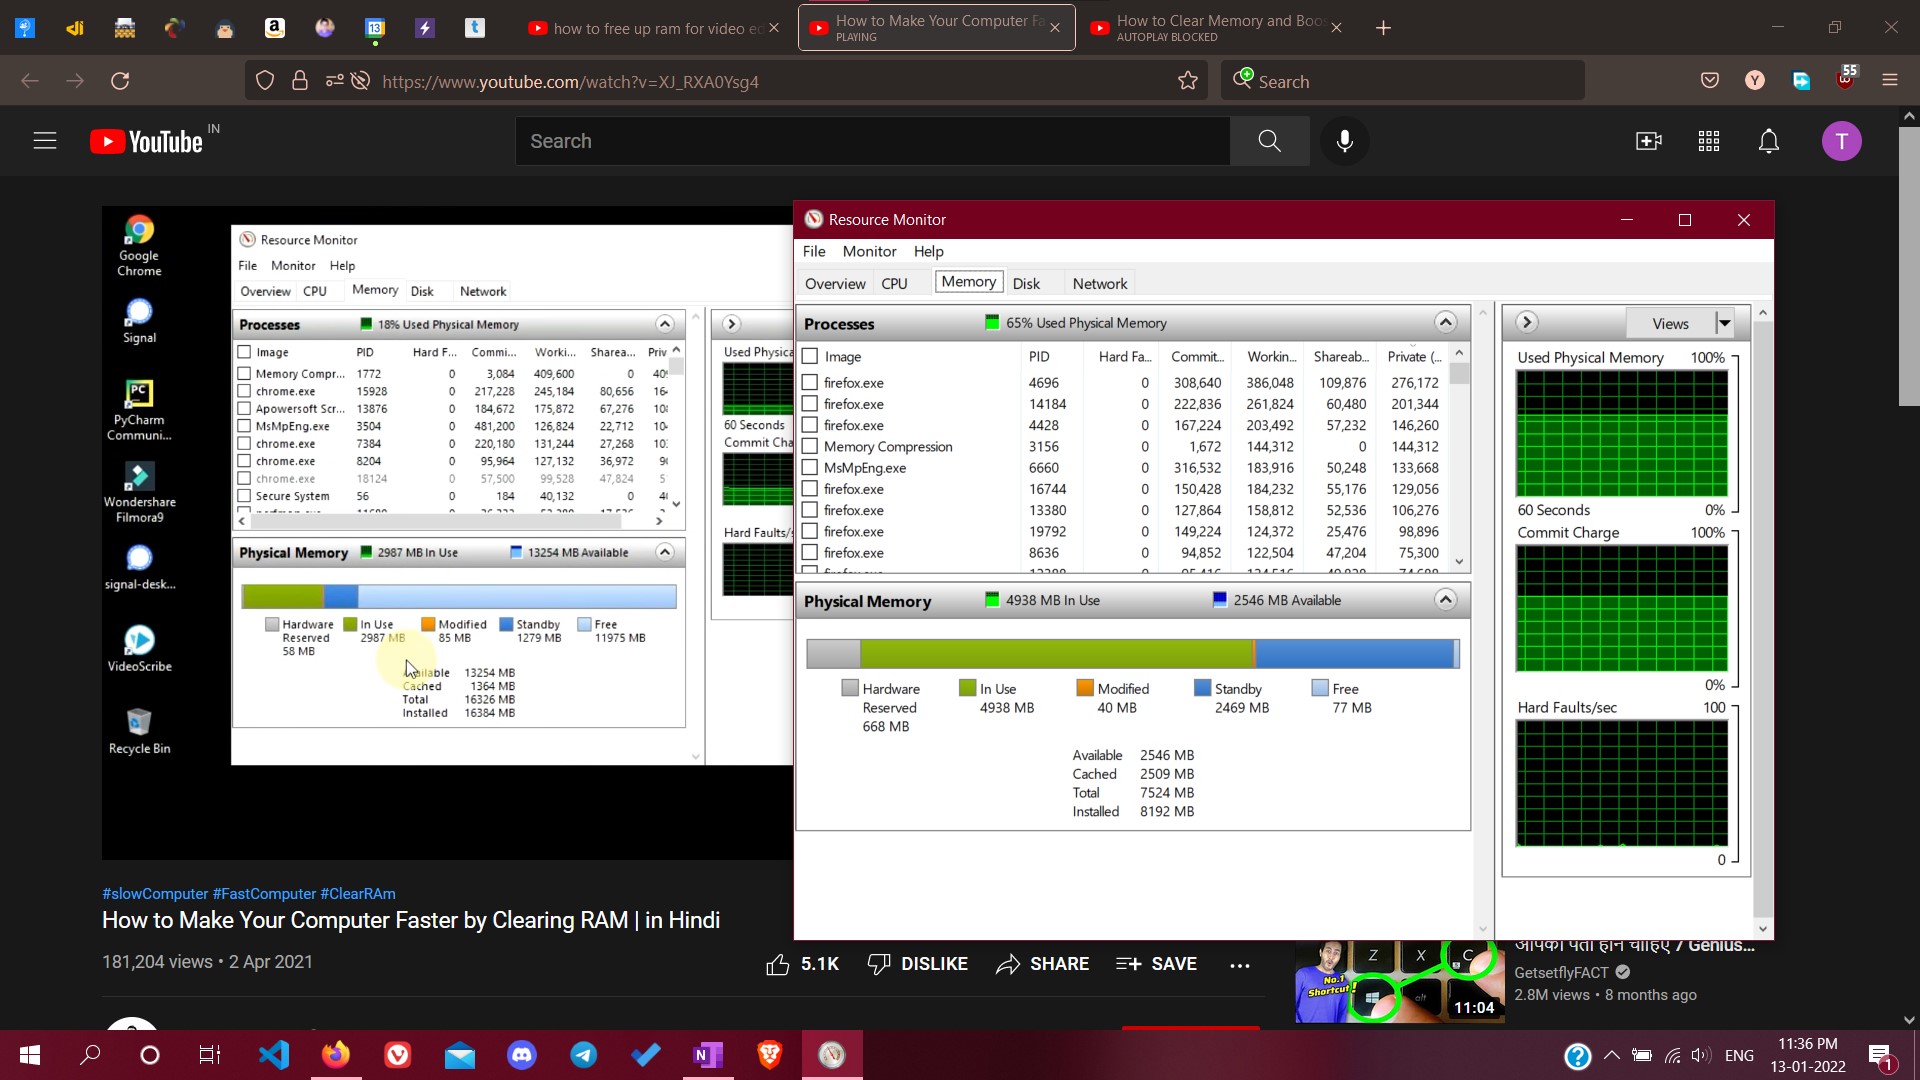 how to free up ram for video ed
How to Make Your Computer Fa
PLAYING
How to Clear Memory and Boo
AUTOPLAY BLOCKED
https://www.youtube.com/watch?v=XJ_RXA0Ysg4
Search
55
YouTube IN
Search
T
Google
Chrome
Signal
PyCharm
Communi...
Wondershare
Filmora9
signal-desk...
VideoScribe
Recycle Bin
Resource Monitor
File Monitor Help
Overview CPU Memory Disk Network
Processes 18% Used Physical Memory
Image PID Hard F... Commi... Worki... Sharea... Priv
Memory Compr... 1772 0 3,084 409,600 0 409
chrome.exe 15928 0 217,228 245,184 80,656 16
Apowersoft Scr... 13876 0 184,672 175,872 67,276 10
MsMpEng.exe 3504 0 481,200 126,824 22,712 10
chrome.exe 7384 0 220,180 131,244 27,268 10
chrome.exe 8204 0 95,964 127,132 36,972 9
chrome.exe 18124 0 57,500 99,528 47,824 5
Secure System 56 0 184 40,132 0 4
Physical Memory 2987 MB In Use 13254 MB Available
Hardware Reserved 58 MB
In Use 2987 MB
Modified 85 MB
Standby 1279 MB
Free 11975 MB
13254 MB
Cached 1364 MB
Total 16326 MB
Installed 16384 MB
Used Physica
60 Seconds
Commit Cha
Hard Faults/s
Resource Monitor
File Monitor Help
Overview CPU Memory Disk Network
Processes 65% Used Physical Memory
Image PID Hard Fa... Commit... Workin... Shareab... Private (...
firefox.exe 4696 0 308,640 386,048 109,876 276,172
firefox.exe 14184 0 222,836 261,824 60,480 201,344
firefox.exe 4428 0 167,224 203,492 57,232 146,260
Memory Compression 3156 0 1,672 144,312 0 144,312
MsMpEng.exe 6660 0 316,532 183,916 50,248 133,668
firefox.exe 16744 0 150,428 184,232 55,176 129,056
firefox.exe 13380 0 127,864 158,812 52,536 106,276
firefox.exe 19792 0 149,224 124,372 25,476 98,896
firefox.exe 8636 0 94,852 122,504 47,204 75,300
Physical Memory 4938 MB In Use 2546 MB Available
Hardware Reserved 668 MB
In Use 4938 MB
Modified 40 MB
Standby 2469 MB
Free 77 MB
Available 2546 MB
Cached 2509 MB
Total 7524 MB
Installed 8192 MB
Views
Used Physical Memory 100%
60 Seconds 0%
Commit Charge 100%
0%
Hard Faults/sec 100
0
#slowComputer #FastComputer #ClearRAm
How to Make Your Computer Faster by Clearing RAM | in Hindi
181,204 views • 2 Apr 2021
5.1K DISLIKE SHARE SAVE
No.1
Shortcut!
Z X C
alt
11:04
आपको पता होने चाहिए 7 Genius...
GetsetflyFACT
2.8M views • 8 months ago
ENG
11:36 PM
13-01-2022
1